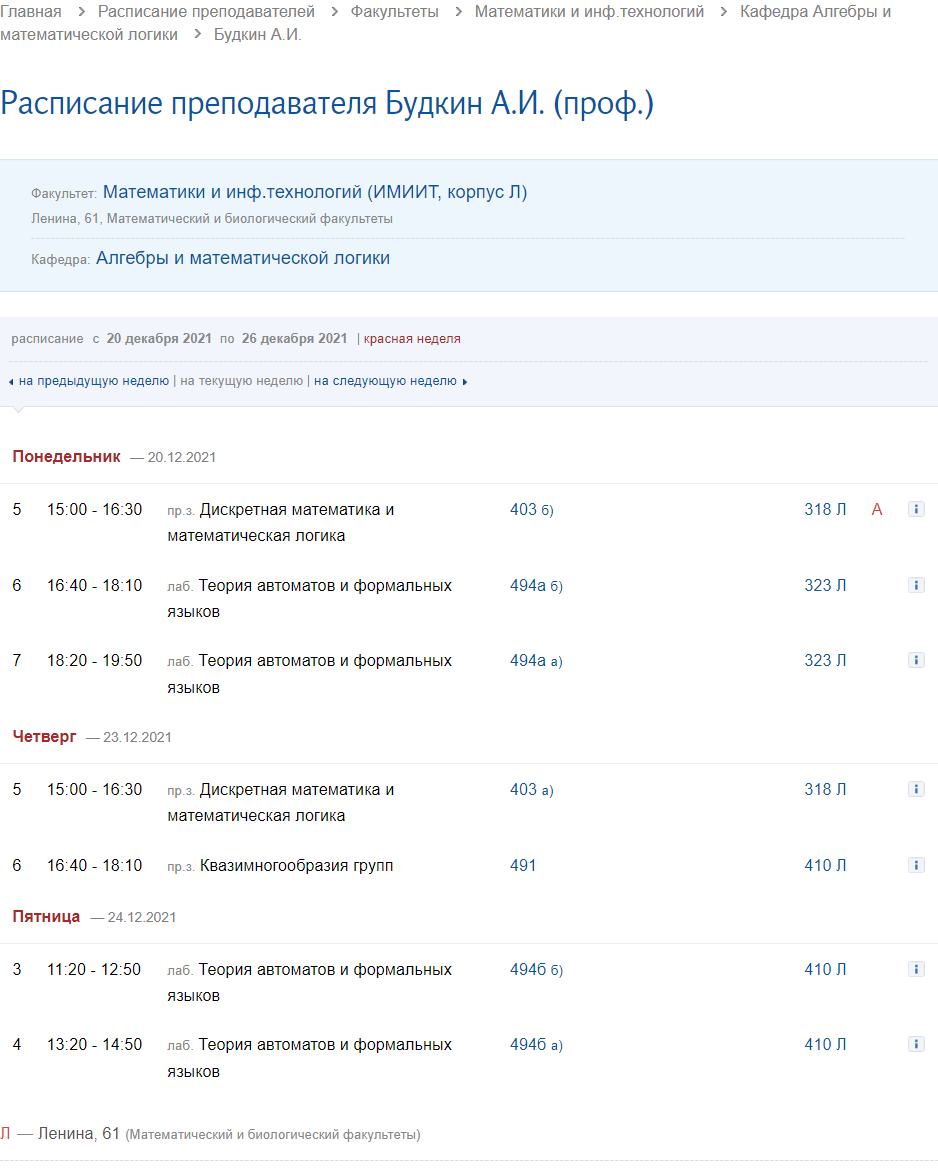 Главная > Расписание преподавателей > Факультеты > Математики и инф.технологий > Кафедра Алгебры и
математической логики > Будкин А.И.
Расписание преподавателя Будкин А.И. (проф.)
Факультет: Математики и инф.технологий (ИМИИТ, корпус Л)
Ленина, 61, Математический и биологический факультеты
Кафедра: Алгебры и математической логики
расписание с 20 декабря 2021 по 26 декабря 2021 | красная неделя
на предыдущую неделю | на текущую неделю | на следующую неделю
Понедельник — 20.12.2021
5 15:00 - 16:30 пр.з. Дискретная математика и 403 б) 318 Л А i
математическая логика
6 16:40 - 18:10 лаб. Теория автоматов и формальных 494а б) 323 Л i
языков
7 18:20 - 19:50 лаб. Теория автоматов и формальных 494а а) 323 Л i
языков
Четверг — 23.12.2021
5 15:00 - 16:30 пр.з. Дискретная математика и 403 а) 318 Л i
математическая логика
6 16:40 - 18:10 пр.з. Квазимногообразия групп 491 410 Л i
Пятница — 24.12.2021
3 11:20 - 12:50 лаб. Теория автоматов и формальных 494б б) 410 Л i
языков
4 13:20 - 14:50 лаб. Теория автоматов и формальных 494б а) 410 Л i
языков
Л — Ленина, 61 (Математический и биологический факультеты)